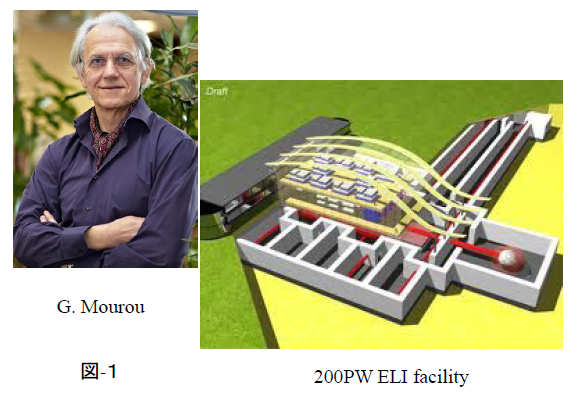 Draft
G. Mourou
図-1
200PW ELI facility